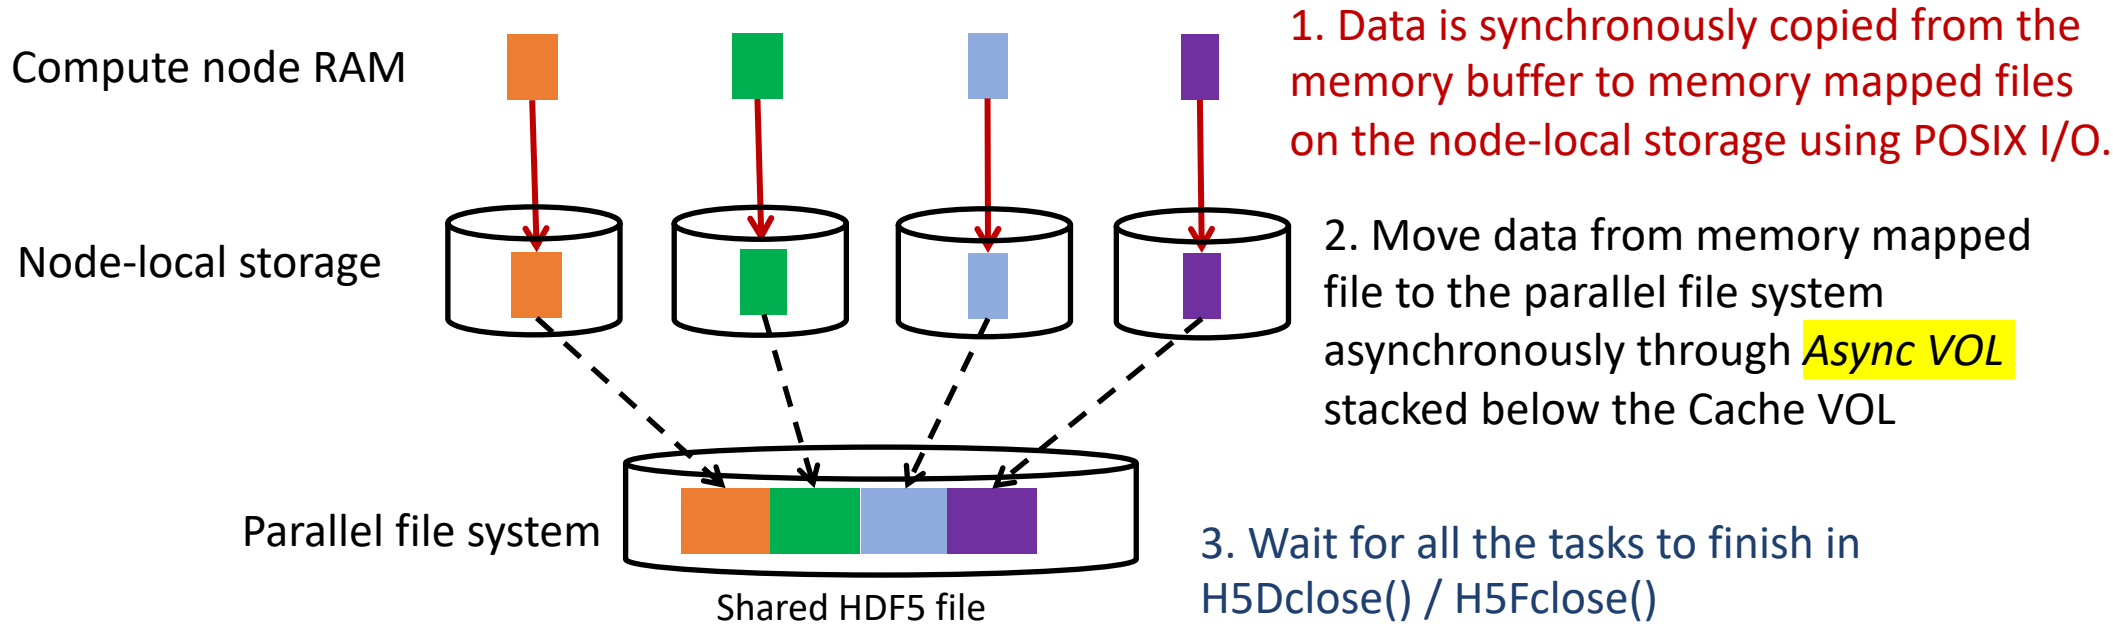 Compute node RAM
1. Data is synchronously copied from the
memory buffer to memory mapped files
on the node-local storage using POSIX I/O.
Node-local storage
2. Move data from memory mapped
file to the parallel file system
asynchronously through Async VOL
stacked below the Cache VOL
Parallel file system
Shared HDF5 file
3. Wait for all the tasks to finish in
H5Dclose() / H5Fclose()